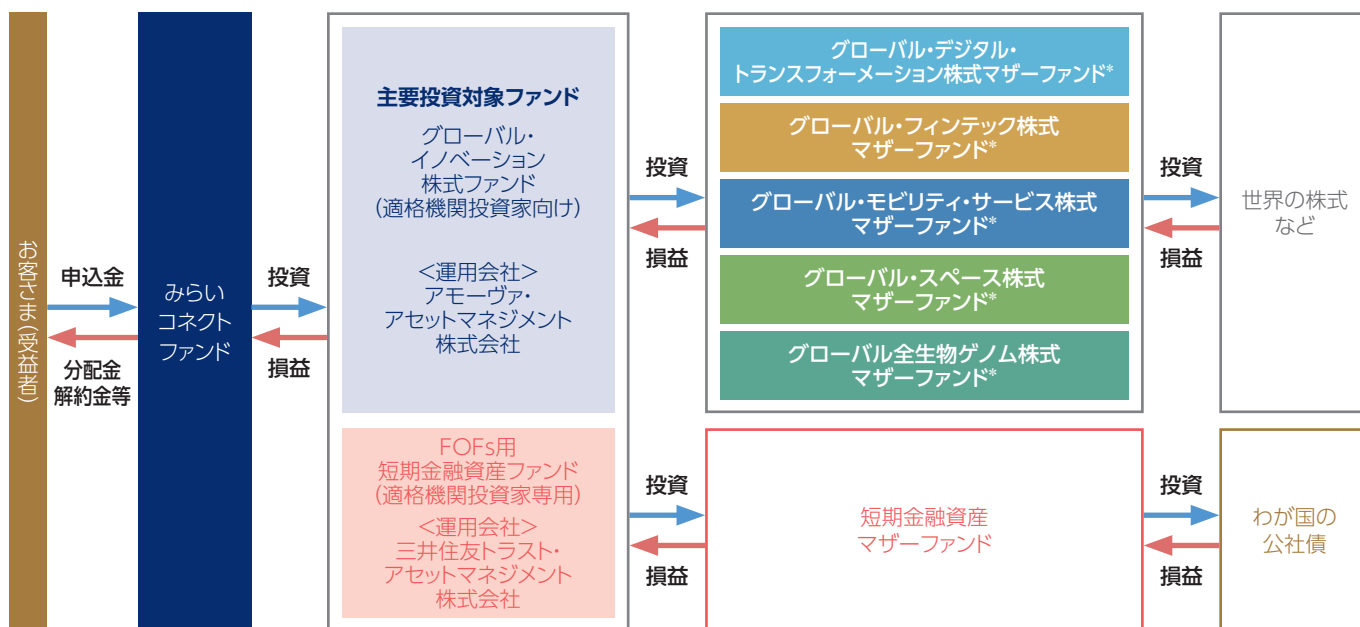 お客さま(受益者)
申込金
分配金
解約金等
みらい
コネクト
ファンド
投資
損益
主要投資対象ファンド
グローバル・
イノベーション
株式ファンド
(適格機関投資家向け)
<運用会社>
アモーヴァ・
アセットマネジメント
株式会社
FOFs用
短期金融資産ファンド
(適格機関投資家専用)
<運用会社>
三井住友トラスト・
アセットマネジメント
株式会社
投資
損益
グローバル・デジタル・
トランスフォーメーション株式マザーファンド*
グローバル・フィンテック株式
マザーファンド*
グローバル・モビリティ・サービス株式
マザーファンド*
グローバル・スペース株式
マザーファンド*
グローバル全生物ゲノム株式
マザーファンド*
投資
損益
世界の株式
など
投資
損益
短期金融資産
マザーファンド
投資
損益
わが国の
公社債